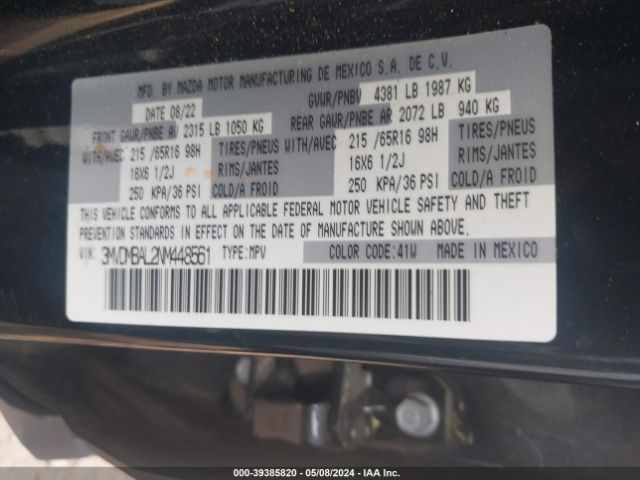 MFD. BY MAZDA MOTOR MANUFACTURING DE MEXICO S.A. DE C.V.
DATE 08/22 GVWR/PNBV 4381 LB 1987 KG
FRONT GAWR/PNBE AV 2315 LB 1050 KG REAR GAWR/PNBE AR 2072 LB 940 KG
WITH/AVEC 215 /65R16 98H TIRES/PNEUS WITH/AVEC 215 /65R16 98H TIRES/PNEUS
16X6 1/2J RIMS/JANTES 16X6 1/2J RIMS/JANTES
250 KPA/36 PSI COLD/A FROID 250 KPA/36 PSI COLD/A FROID
THIS VEHICLE CONFORMS TO ALL APPLICABLE FEDERAL MOTOR VEHICLE SAFETY AND THEFT
PREVENTION STANDARDS IN EFFECT ON THE DATE OF MANUFACTURE SHOWN ABOVE.
VIN: 3MVDMBAL2NM448561 TYPE:MPV COLOR CODE:41W MADE IN MEXICO
000-39385820 - 05/08/2024 - IAA Inc.